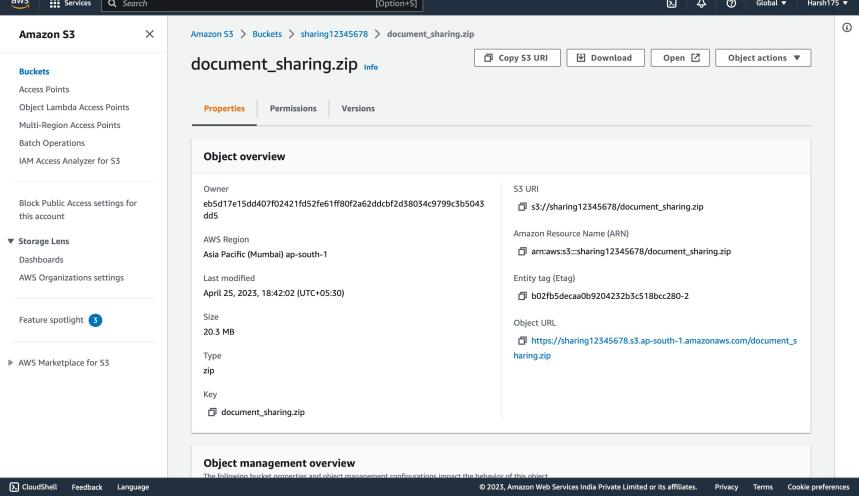 aws
Services
Search
[Option+S]
Global
Harsh175
Amazon S3
Buckets
Access Points
Object Lambda Access Points
Multi-Region Access Points
Batch Operations
IAM Access Analyzer for S3
Block Public Access settings for
this account
Storage Lens
Dashboards
AWS Organizations settings
Feature spotlight 3
AWS Marketplace for S3
Amazon S3 > Buckets > sharing12345678 > document_sharing.zip
document_sharing.zip Info
Copy S3 URI
Download
Open
Object actions
Properties
Permissions
Versions
Object overview
Owner
eb5d17e15dd407f02421fd52fe61ff80f2a62ddcbf2d38034c9799c3b5043
dd5
AWS Region
Asia Pacific (Mumbai) ap-south-1
Last modified
April 25, 2023, 18:42:02 (UTC+05:30)
Size
20.3 MB
Type
zip
Key
document_sharing.zip
S3 URI
s3://sharing12345678/document_sharing.zip
Amazon Resource Name (ARN)
arn:aws:s3:::sharing12345678/document_sharing.zip
Entity tag (Etag)
b02fb5decaa0b9204232b3c518bcc280-2
Object URL
https://sharing12345678.s3.ap-south-1.amazonaws.com/document_s
haring.zip
Object management overview
The following bucket properties and object management configurations impact the behavior of this object.
CloudShell
Feedback
Language
© 2023, Amazon Web Services India Private Limited or its affiliates.
Privacy
Terms
Cookie preferences